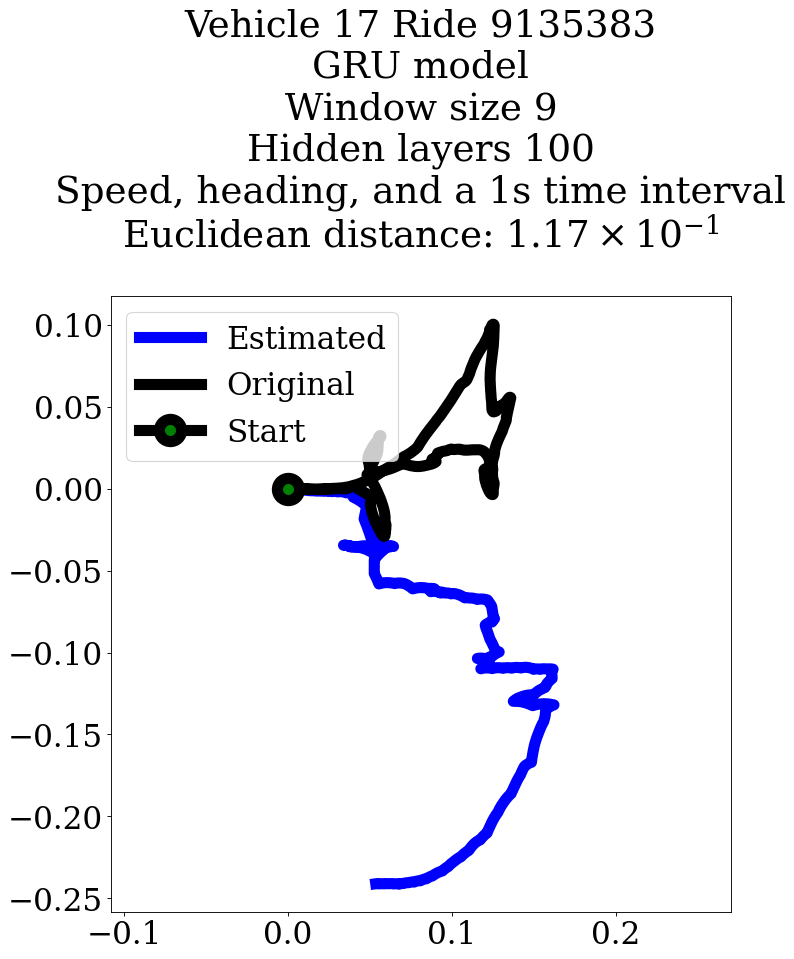 Vehicle 17 Ride 9135383
GRU model
Window size 9
Hidden layers 100
Speed, heading, and a 1s time interval
Euclidean distance: 1.17 × 10⁻¹
Estimated
Original
Start
0.10
0.05
0.00
−0.05
−0.10
−0.15
−0.20
−0.25
−0.1
0.0
0.1
0.2